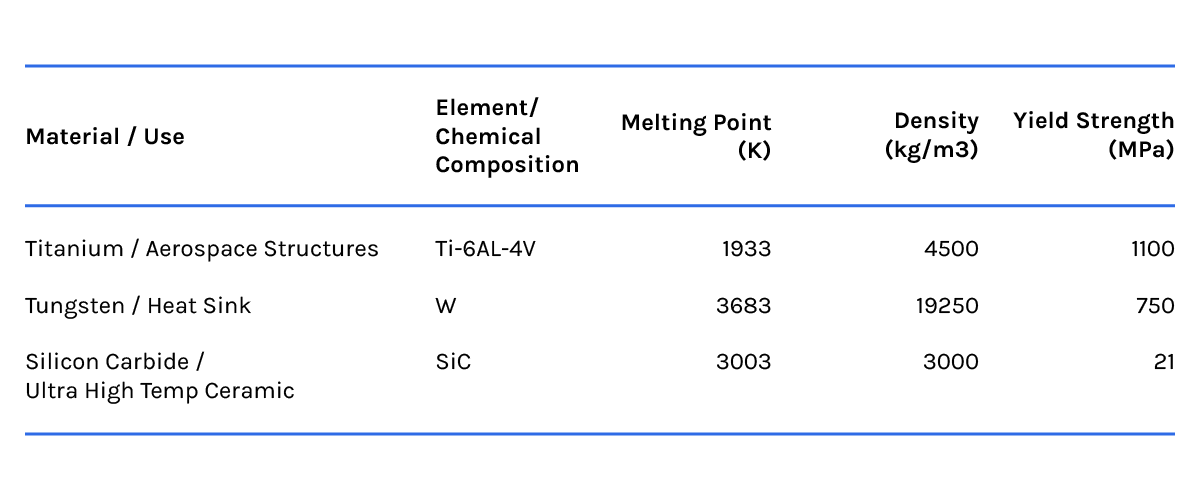 Material / Use
Element/
Chemical
Composition
Melting Point
(K)
Density
(kg/m3)
Yield Strength
(MPa)
Titanium / Aerospace Structures Ti-6AL-4V 1933 4500 1100
Tungsten / Heat Sink W 3683 19250 750
Silicon Carbide / SiC 3003 3000 21
Ultra High Temp Ceramic